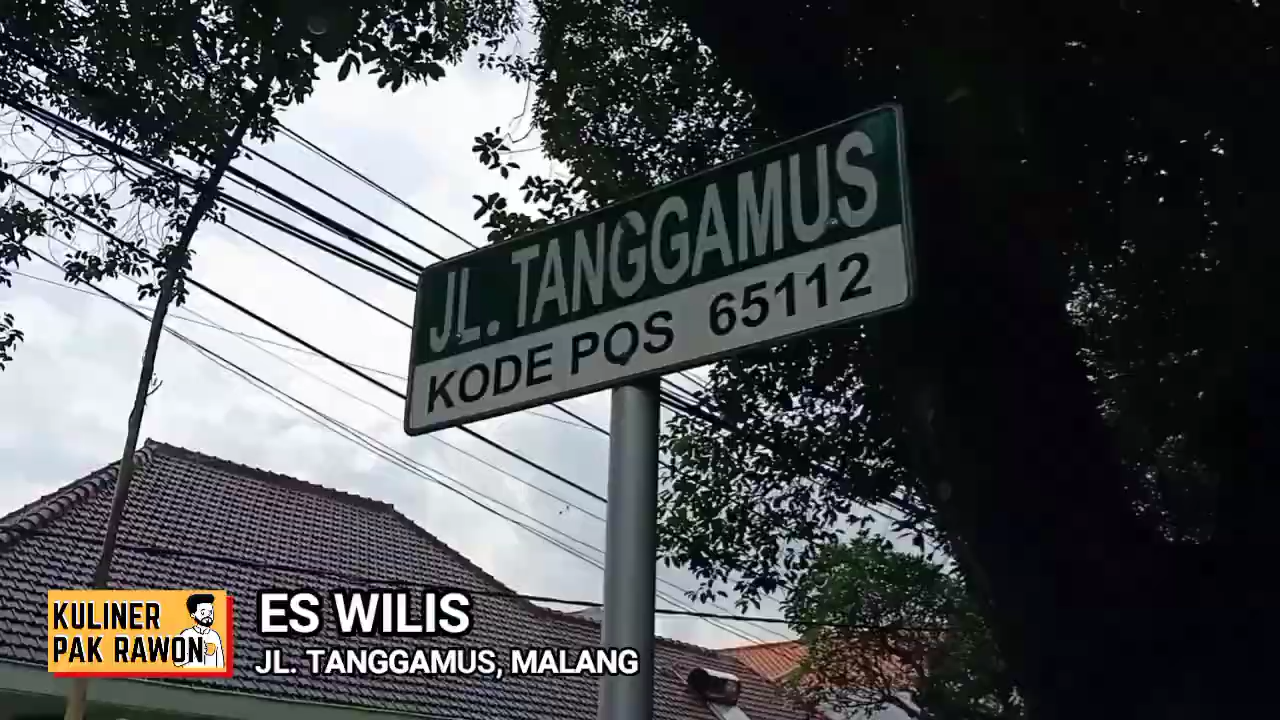 JL. TANGGAMUS
KODE POS 65112
KULINER
PAK RAWON
ES WILIS
JL. TANGGAMUS, MALANG